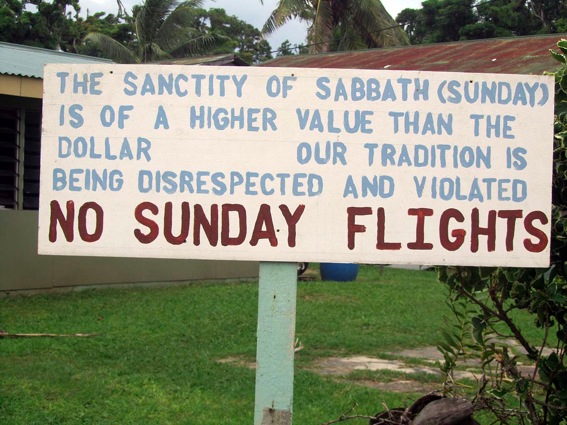 THE SANCTITY OF SABBATH (SUNDAY)
IS OF A HIGHER VALUE THAN THE
DOLLAR OUR TRADITION IS
BEING DISRESPECTED AND VIOLATED
NO SUNDAY FLIGHTS